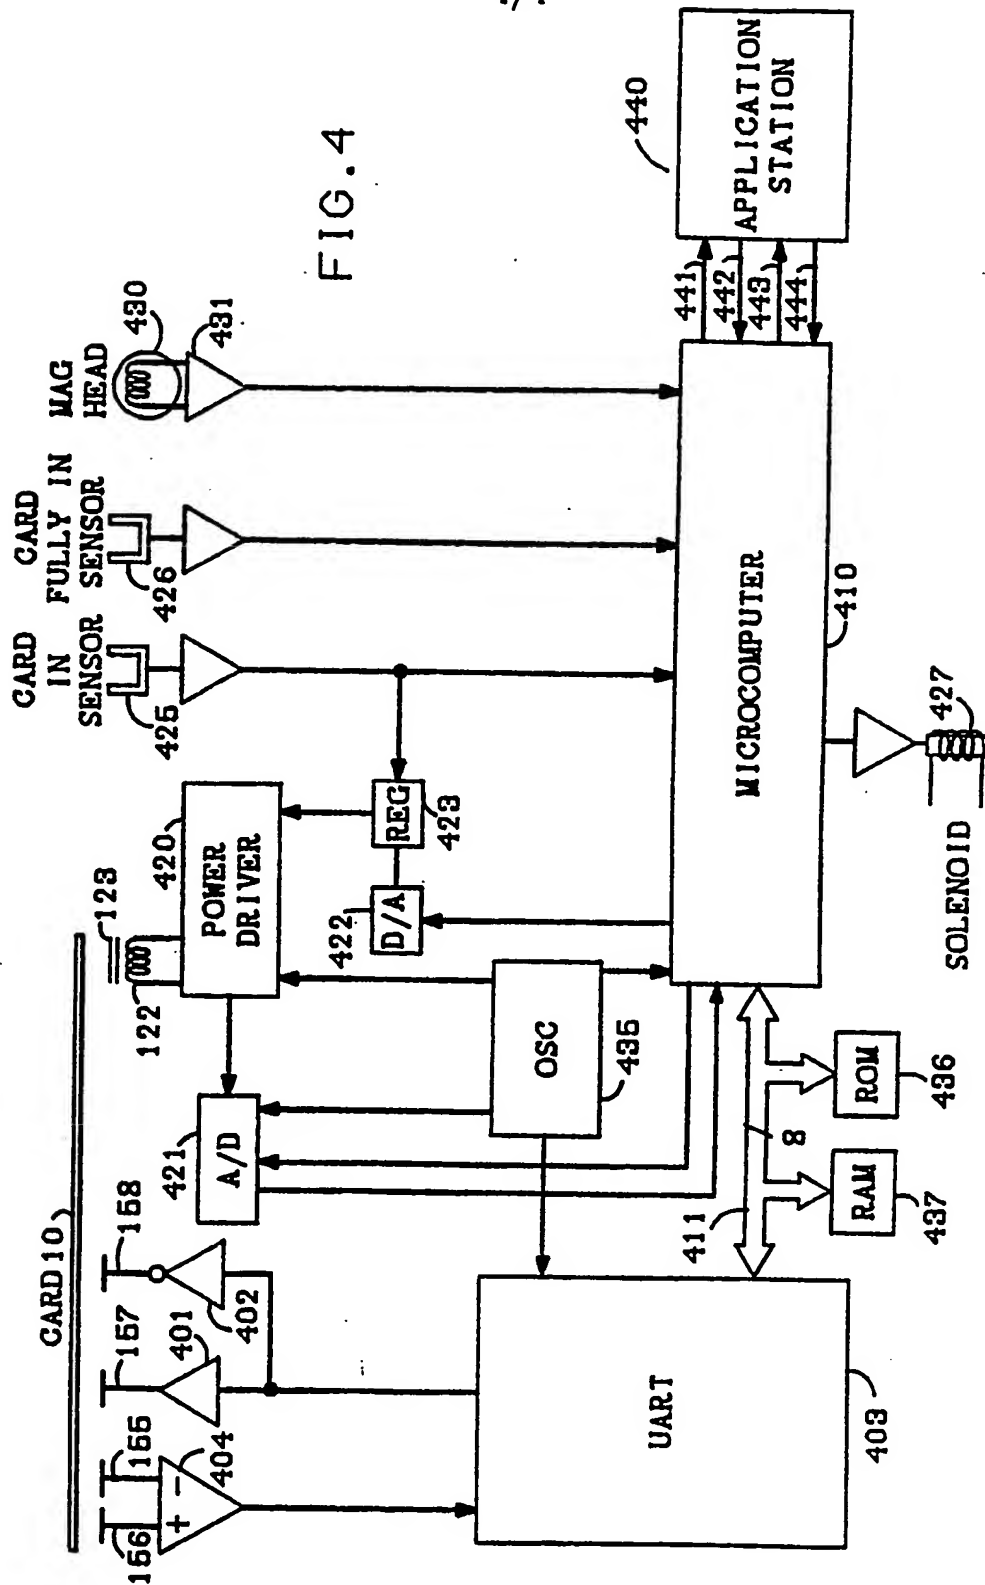 CARD 10
156
155
157
158
404
401
402
+ -
122
123
421
A/D
420
POWER
DRIVER
CARD
IN
SENSOR
425
CARD
FULLY IN
SENSOR
426
MAG
HEAD
430
431
FIG.4
422
D/A
REG
423
OSC
435
UART
403
411
8
RAM
437
ROM
436
MICROCOMPUTER
410
SOLENOID
427
441
442
443
444
440
APPLICATION
STATION